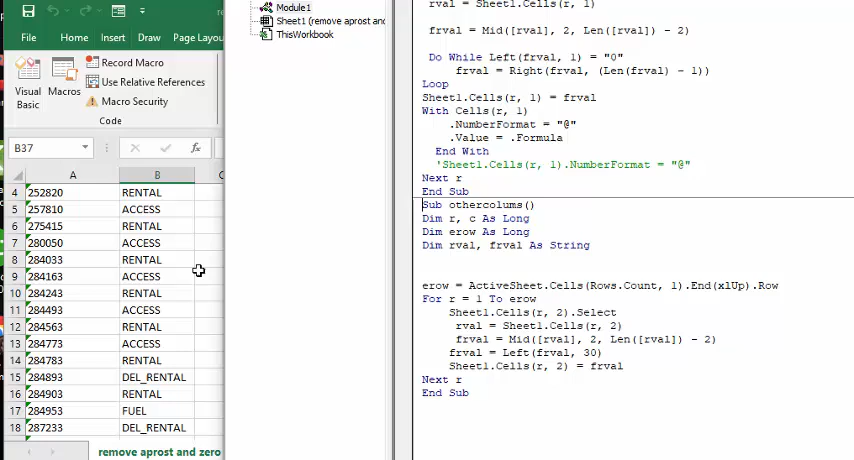 re
File
Home
Insert
Draw
Page Layou
Visual
Basic
Macros
Record Macro
Use Relative References
Macro Security
Code
B37
fx
A
B
4 252820 RENTAL
5 257810 ACCESS
6 275415 RENTAL
7 280050 ACCESS
8 284033 RENTAL
9 284163 ACCESS
10 284243 RENTAL
11 284493 ACCESS
12 284563 RENTAL
13 284773 ACCESS
14 284783 RENTAL
15 284893 DEL_RENTAL
16 284903 RENTAL
17 284953 FUEL
18 287233 DEL_RENTAL
remove aprost and zero
Module1
Sheet1 (remove aprost and
ThisWorkbook
rval = Sheet1.Cells(r, 1)
frval = Mid([rval], 2, Len([rval]) - 2)
Do While Left(frval, 1) = "0"
frval = Right(frval, (Len(frval) - 1))
Loop
Sheet1.Cells(r, 1) = frval
With Cells(r, 1)
.NumberFormat = "@"
.Value = .Formula
End With
'Sheet1.Cells(r, 1).NumberFormat = "@"
Next r
End Sub
Sub othercolums()
Dim r, c As Long
Dim erow As Long
Dim rval, frval As String
erow = ActiveSheet.Cells(Rows.Count, 1).End(xlUp).Row
For r = 1 To erow
Sheet1.Cells(r, 2).Select
rval = Sheet1.Cells(r, 2)
frval = Mid([rval], 2, Len([rval]) - 2)
frval = Left(frval, 30)
Sheet1.Cells(r, 2) = frval
Next r
End Sub